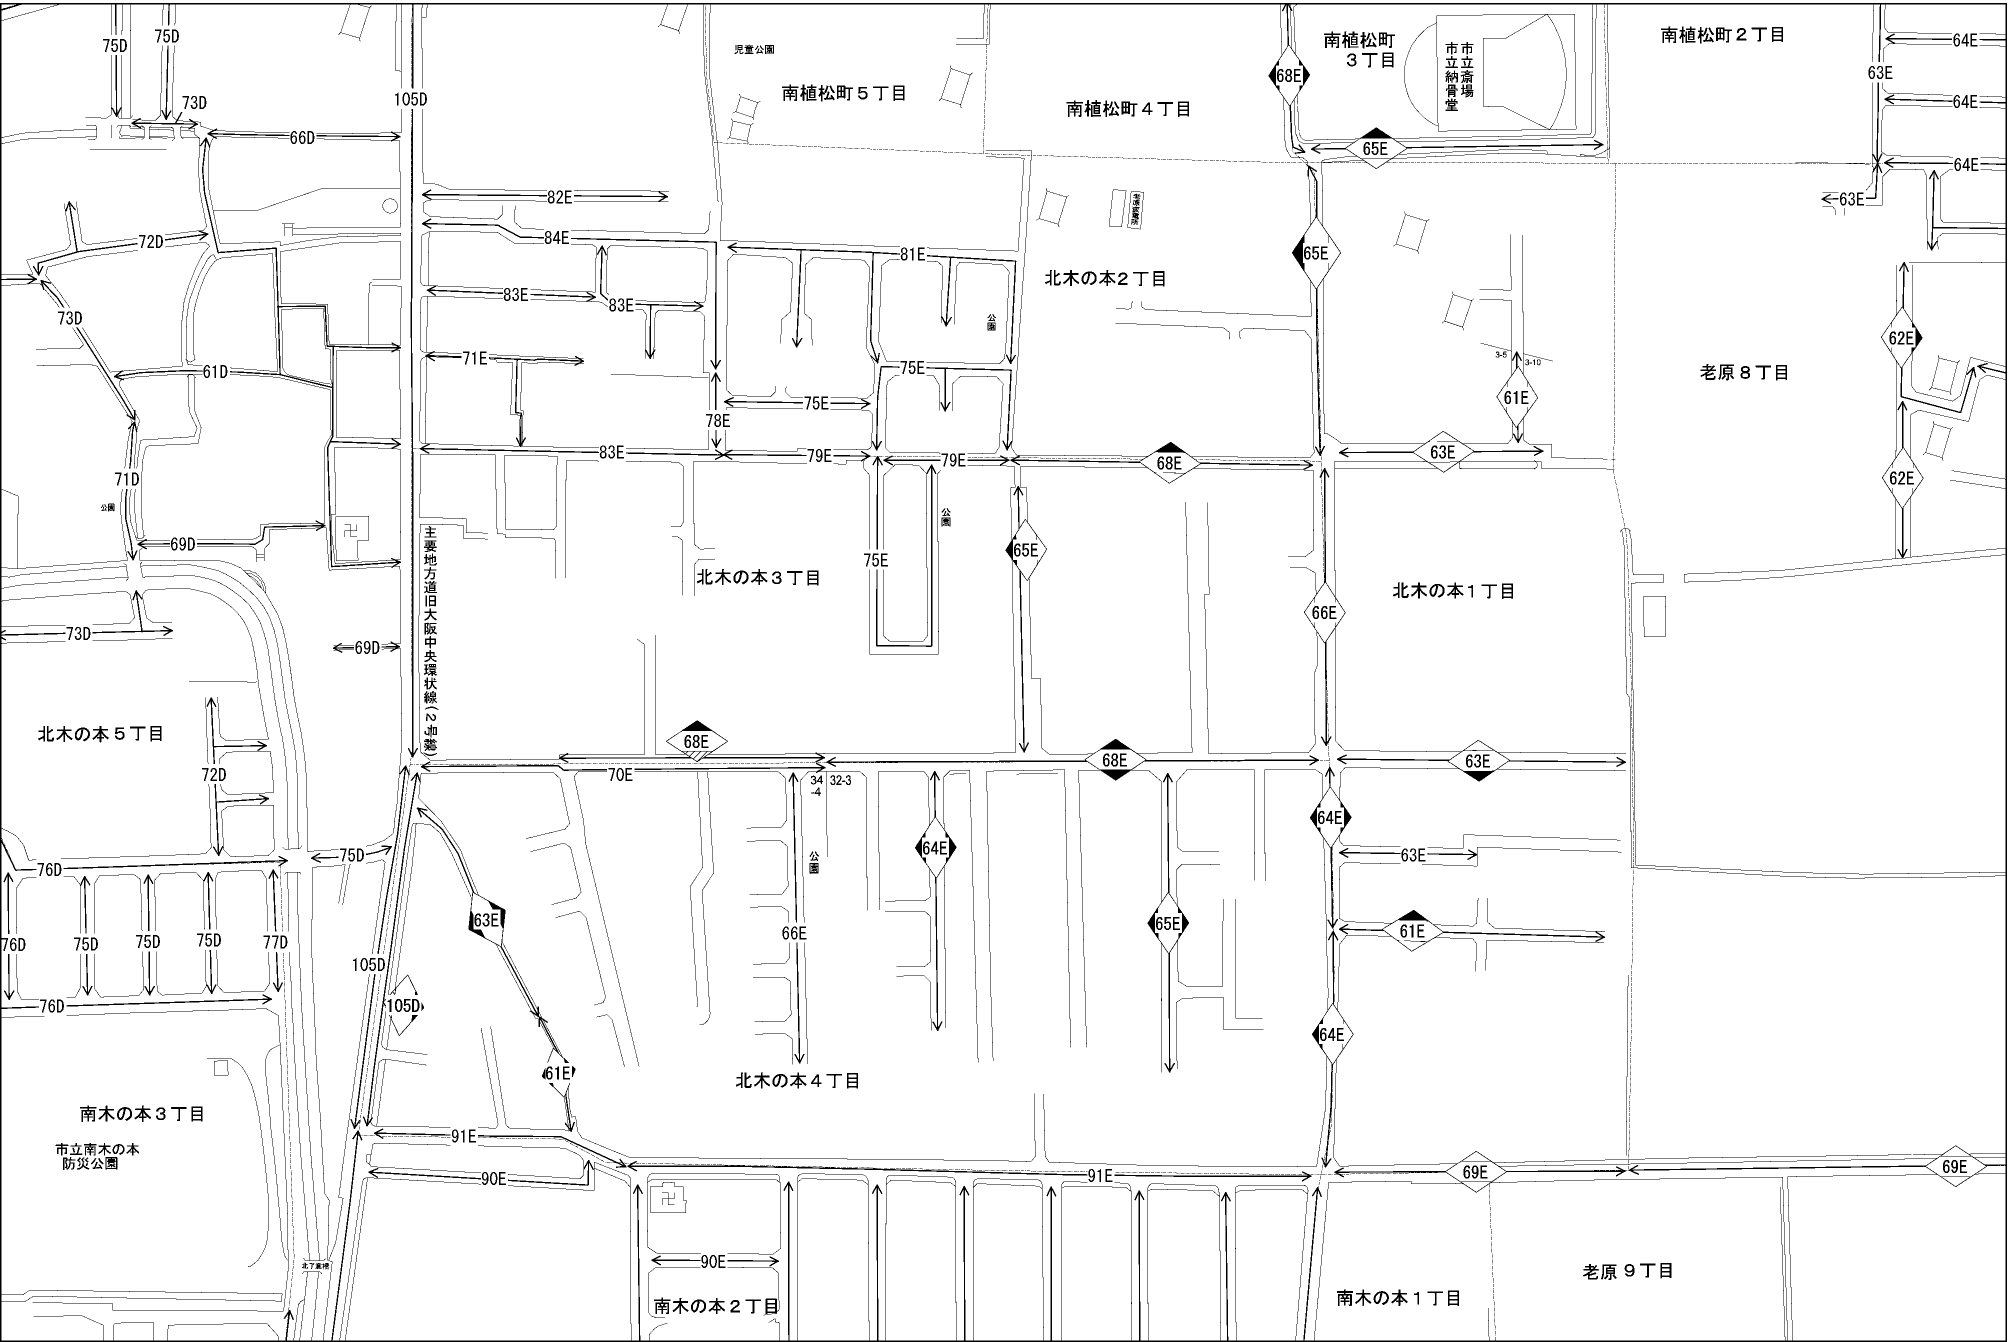 75D
75D
73D
66D
105D
児童公園
南植松町５丁目
南植松町４丁目
68E
南植松町
３丁目
市立斎場
市立納骨堂
南植松町２丁目
63E
64E
64E
65E
64E
63E
72D
82E
84E
81E
65E
北木の本２丁目
73D
83E
83E
公園
62E
71E
75E
61D
3-5
3-10
老原８丁目
75E
61E
78E
83E
79E
79E
68E
63E
71D
62E
公園
公園
69D
主要地方道旧大阪中央環状線(２号線)
75E
65E
北木の本３丁目
北木の本１丁目
66E
73D
69D
北木の本５丁目
72D
68E
70E
34
-4
32-3
68E
63E
64E
76D
75D
公園
64E
63E
76D
75D
75D
75D
77D
63E
66E
65E
61E
105D
76D
105D
64E
61E
北木の本４丁目
南木の本３丁目
市立南木の本
防災公園
91E
90E
91E
69E
69E
90E
南木の本２丁目
南木の本１丁目
老原９丁目